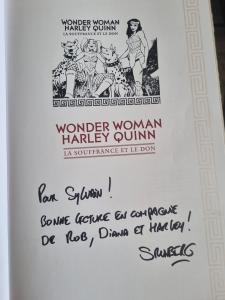 WONDER WOMAN
HARLEY QUINN
LA SOUFFRANCE ET LE DON
WONDER WOMAN
HARLEY QUINN
LA SOUFFRANCE ET LE DON
Pour Sylvain !
BONNE LECTURE EN COMPAGNIE
DE ROB, DIANA ET HARLEY !